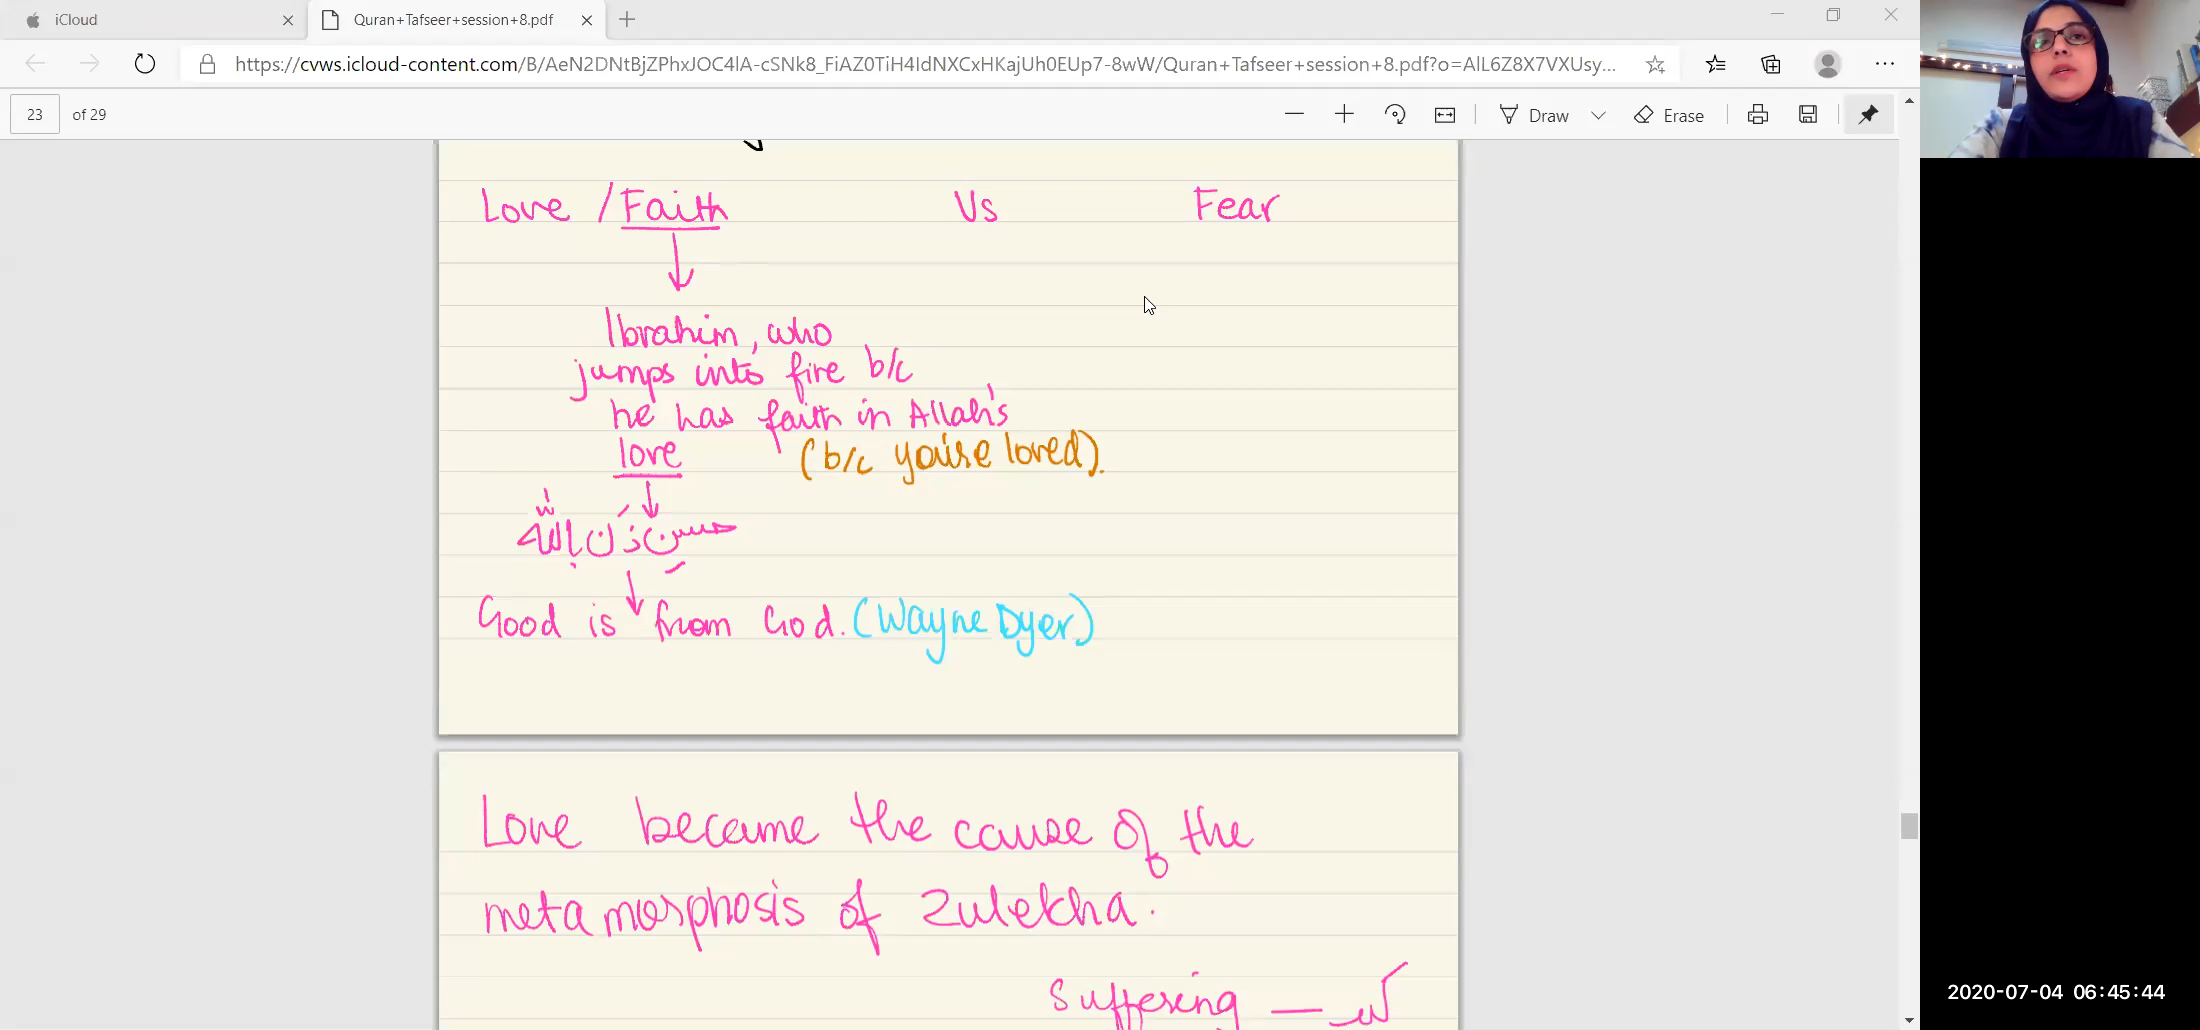 iCloud
Quran+Tafseer+session+8.pdf
https://cvws.icloud-content.com/B/AeN2DNtBjZPhxJOC4lA-cSNk8_FiAZ0TiH4IdNXCxHKajUh0EUp7-8wW/Quran+Tafseer+session+8.pdf?o=AlL6Z8X7VXUsy...
23 of 29
Draw
Erase
Love / Faith Vs Fear
Ibrahim, who
jumps into fire b/c
he has faith in Allah's
love (b/c you're loved).
حسنِ ذَن بِاللّٰه
Good is from God. (Wayne Dyer)
Love became the cause of the
metamorphosis of Zulekha.
Suffering —
2020-07-04 06:45:44